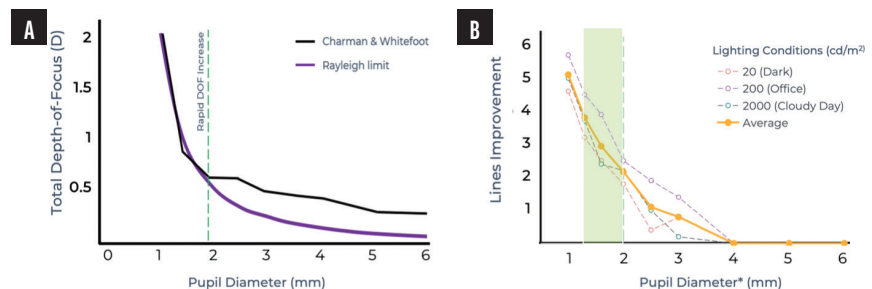 A
Total Depth-of-Focus (D)
2
1.5
1
0.5
0 1 2 3 4 5 6
Pupil Diameter (mm)
Rapid DOF Increase
Charman & Whitefoot
Rayleigh limit
B
Lines Improvement
6
5
4
3
2
1
1 2 3 4 5 6
Pupil Diameter* (mm)
Lighting Conditions (cd/m²)
20 (Dark)
200 (Office)
2000 (Cloudy Day)
Average